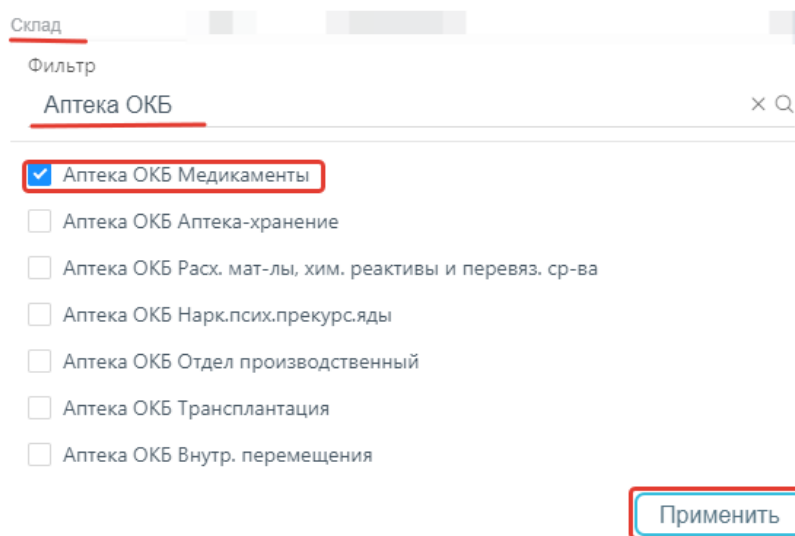 Склад
Фильтр
Аптека ОКБ
Аптека ОКБ Медикаменты
Аптека ОКБ Аптека-хранение
Аптека ОКБ Расх. мат-лы, хим. реактивы и перевяз. ср-ва
Аптека ОКБ Нарк.псих.прекурс.яды
Аптека ОКБ Отдел производственный
Аптека ОКБ Трансплантация
Аптека ОКБ Внутр. перемещения
Применить